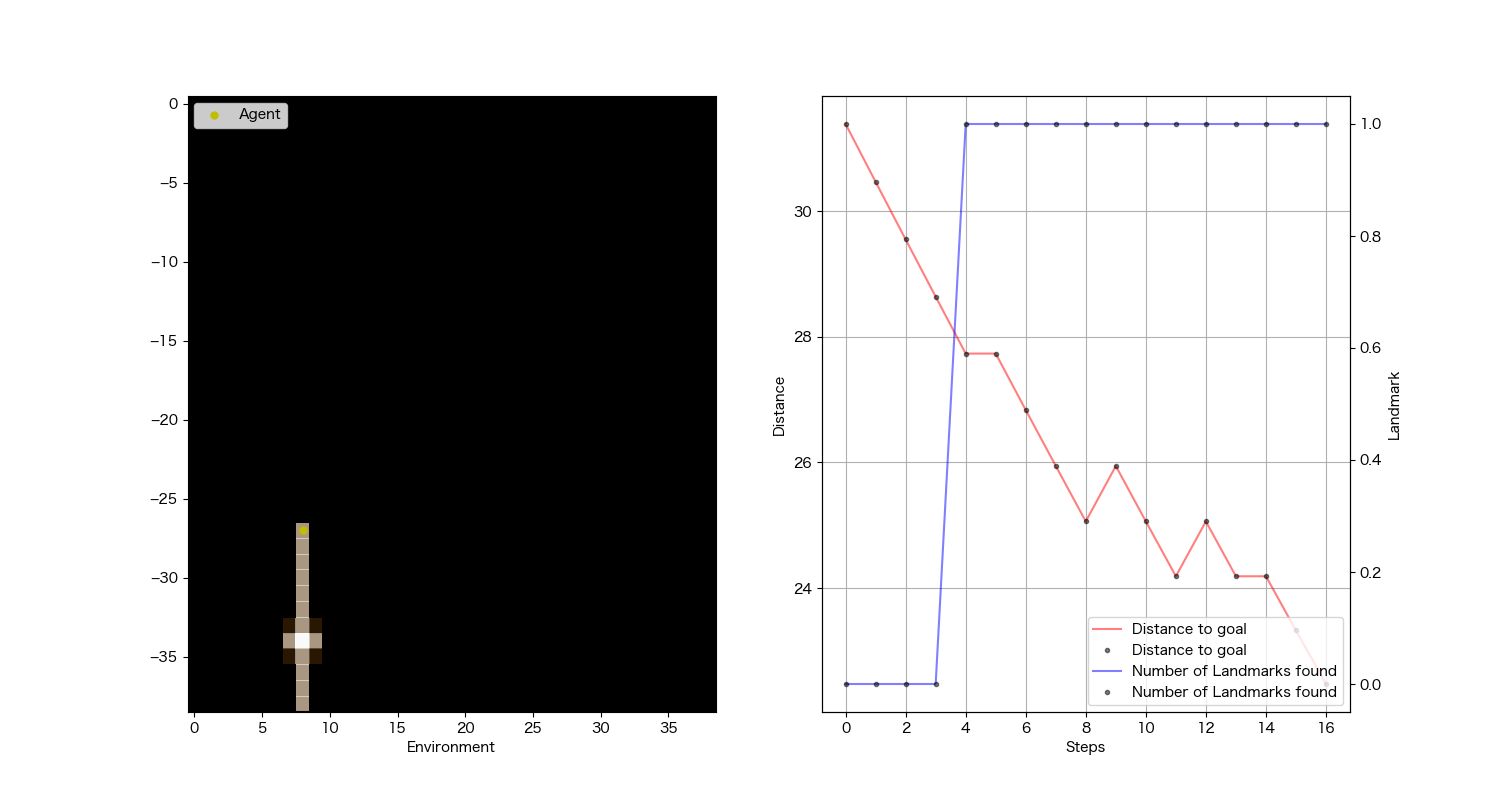 0
−5
−10
−15
−20
−25
−30
−35
Agent
0 5 10 15 20 25 30 35
Environment
30
28
26
24
Distance
1.0
0.8
0.6
0.4
0.2
0.0
Landmark
Distance to goal
Distance to goal
Number of Landmarks found
Number of Landmarks found
0 2 4 6 8 10 12 14 16
Steps